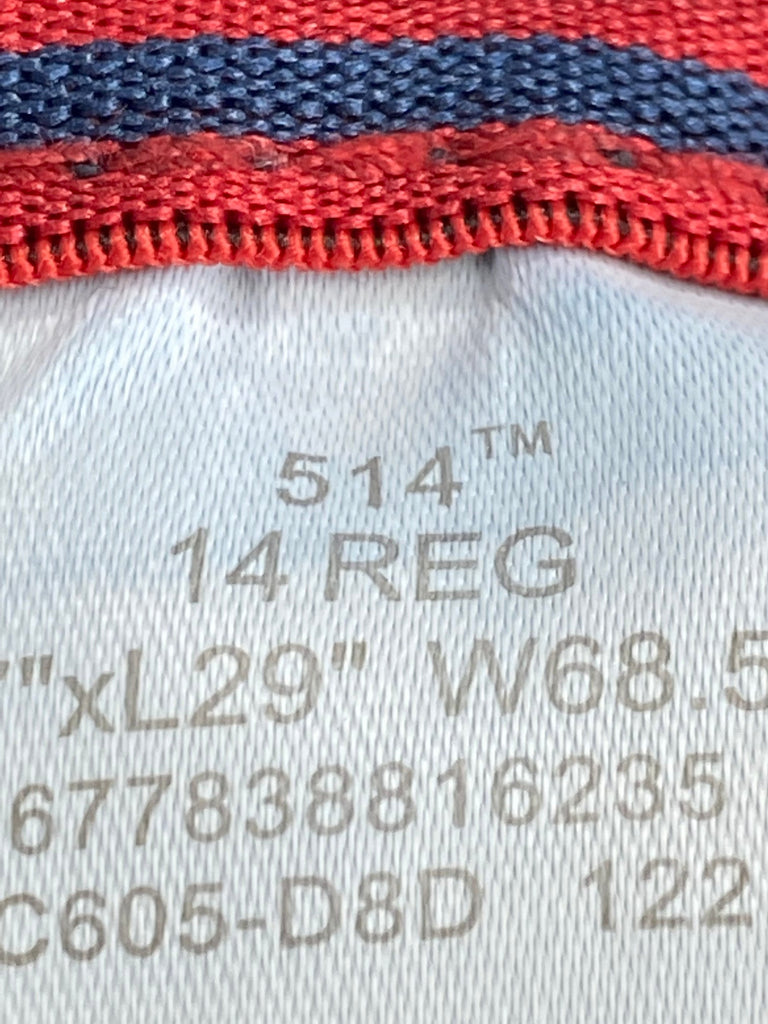 514™
14 REG
"xL29" W68.5
677838816235
C605-D8D 122